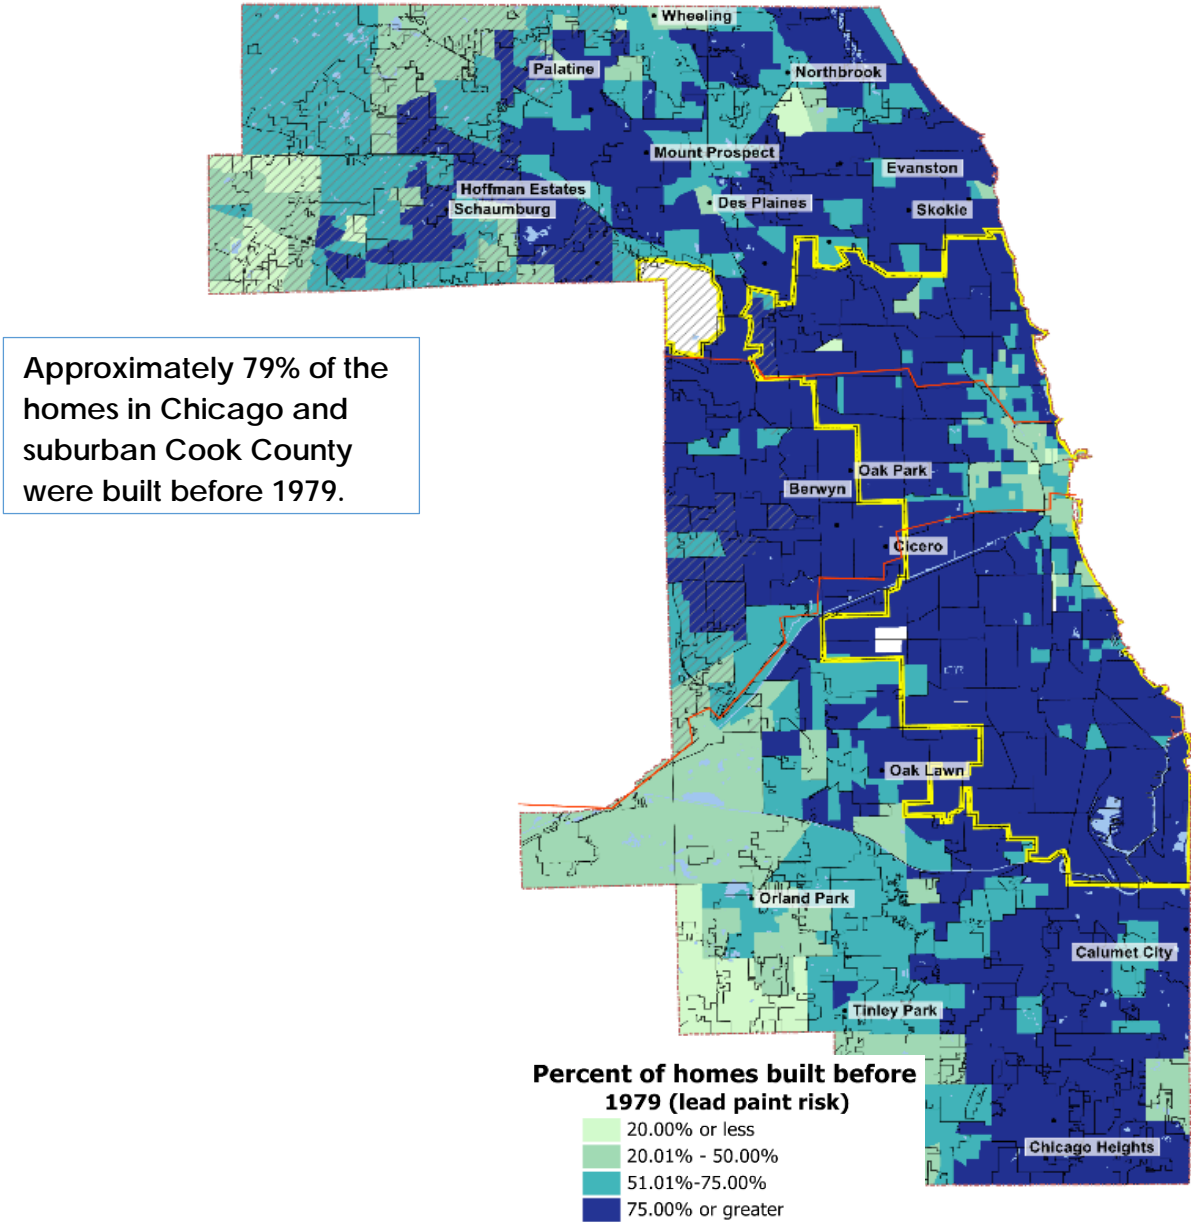 Wheeling
Palatine
Northbrook
Mount Prospect
Evanston
Hoffman Estates
Des Plaines
Schaumburg
Skokie
Approximately 79% of the
homes in Chicago and
suburban Cook County
were built before 1979.
Oak Park
Berwyn
Cicero
Oak Lawn
Orland Park
Calumet City
Tinley Park
Percent of homes built before
1979 (lead paint risk)
20.00% or less
20.01% - 50.00%
51.01%-75.00%
75.00% or greater
Chicago Heights